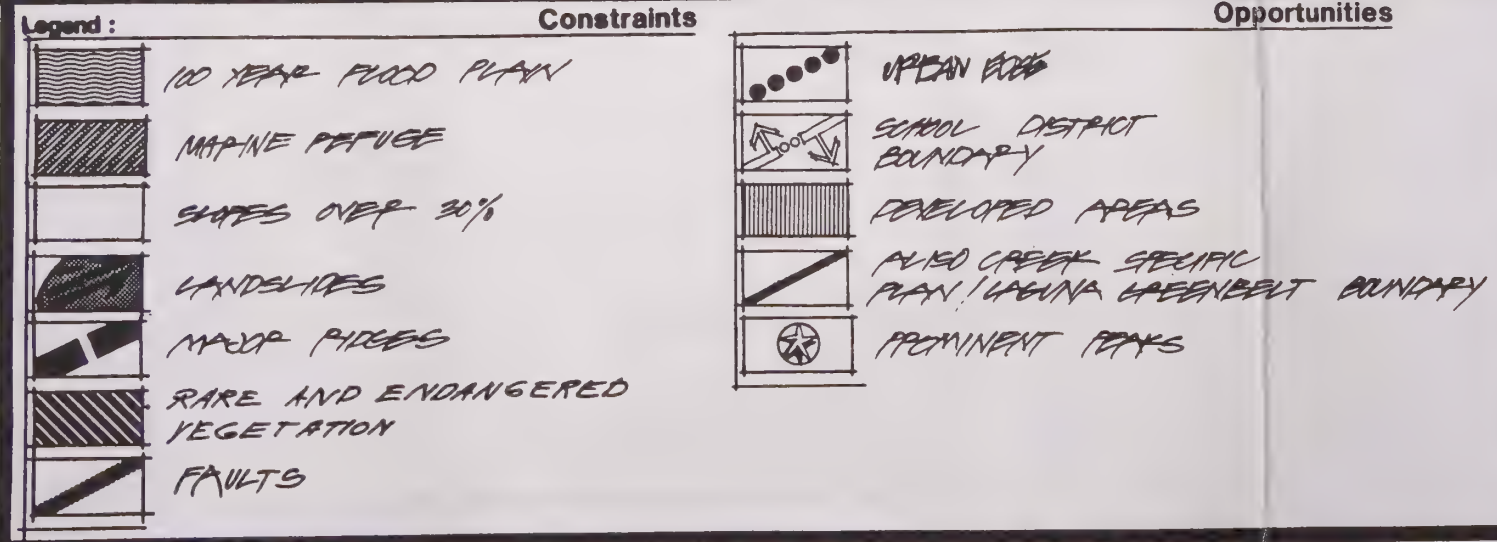 Legend :
Constraints
100 YEAR FLOOD PLAIN
MARINE REFUGE
SLOPES OVER 30%
LANDSLIDES
MAJOR RIDGES
RARE AND ENDANGERED
VEGETATION
FAULTS
Opportunities
URBAN EDGE
SCHOOL DISTRICT
BOUNDARY
DEVELOPED AREAS
ALISO CREEK SPECIFIC
PLAN / LAGUNA GREENBELT BOUNDARY
PROMINENT PEAKS